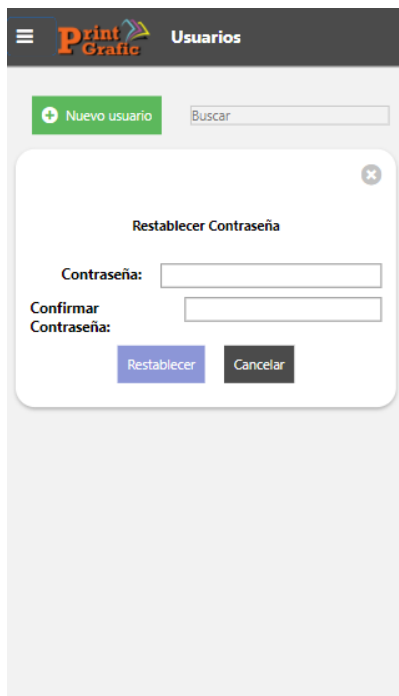 Print
Grafic
Usuarios
Nuevo usuario
Buscar
Restablecer Contraseña
Contraseña:
Confirmar
Contraseña:
Restablecer
Cancelar